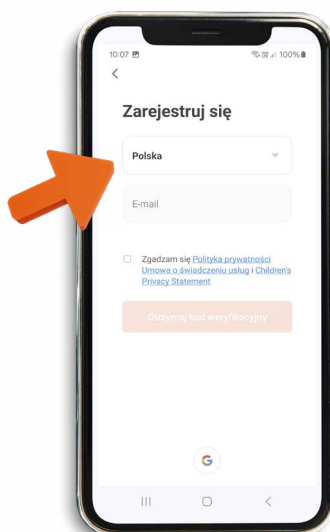 10:07
100%
Zarejestruj się
Polska
E-mail
Zgadzam się Polityka prywatności
Umowa o świadczeniu usług i Children's
Privacy Statement
Otrzymaj kod weryfikacyjny